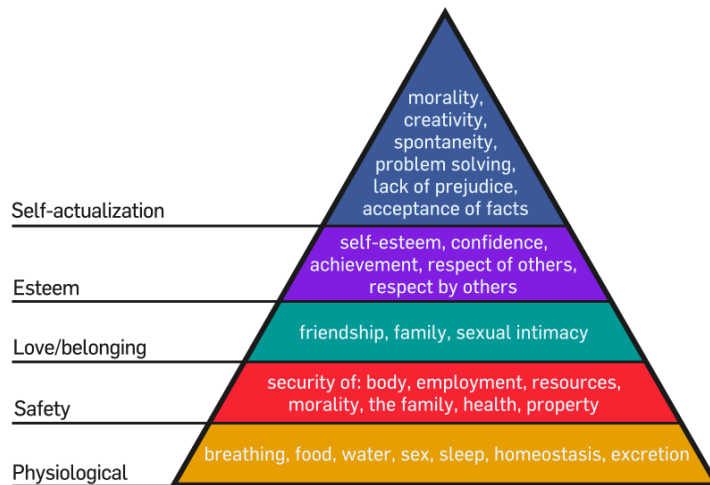 morality,
creativity,
spontaneity,
problem solving,
lack of prejudice,
acceptance of facts
Self-actualization
self-esteem, confidence,
achievement, respect of others,
respect by others
Esteem
friendship, family, sexual intimacy
Love/belonging
security of: body, employment, resources,
morality, the family, health, property
Safety
breathing, food, water, sex, sleep, homeostasis, excretion
Physiological